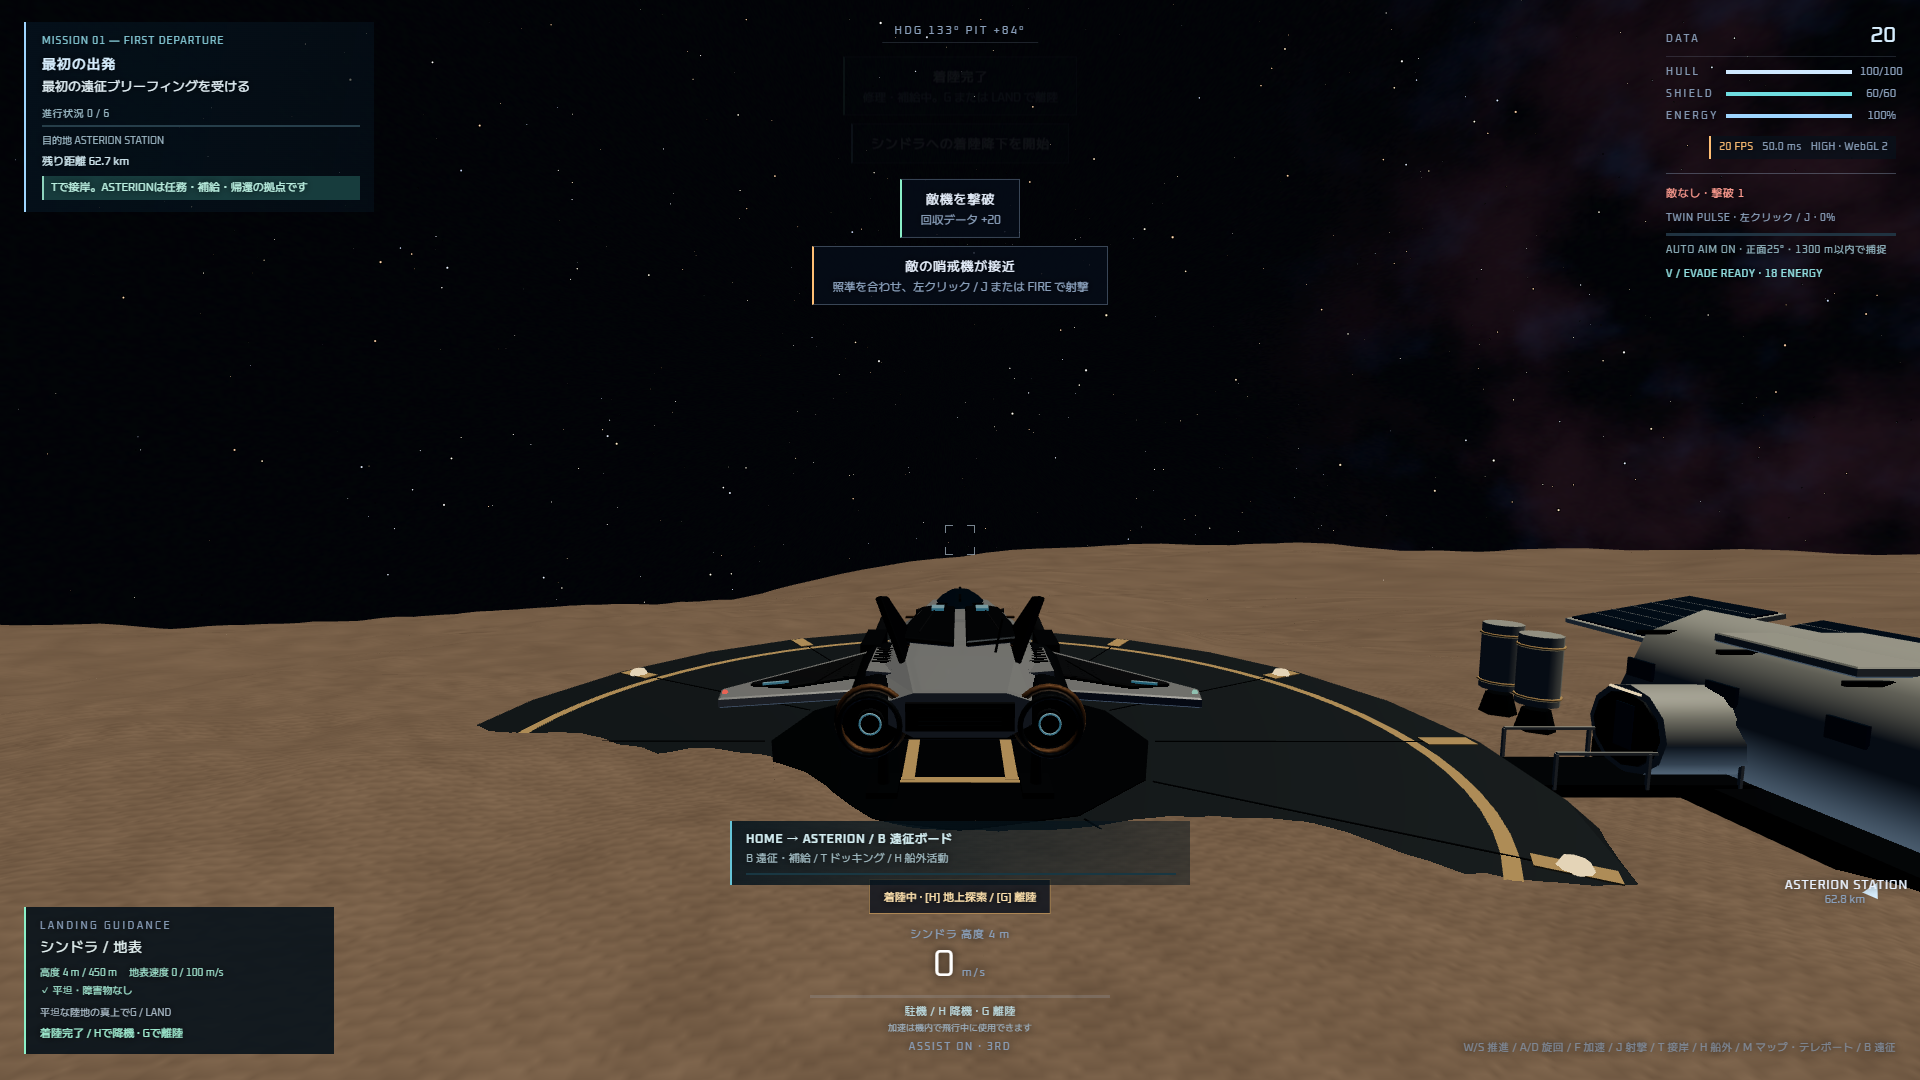 MISSION 01 — FIRST DEPARTURE
最初の出発
最初の遠征ブリーフィングを受ける
進行状況 0 / 6
目的地 ASTERION STATION
残り距離 62.7 km
Tで接岸。ASTERIONは任務・補給・帰還の拠点です
HDG 133° PIT +84°
着陸完了
シンドラへの着陸降下を開始
敵機を撃破
回収データ +20
敵の哨戒機が接近
照準を合わせ、左クリック / J または FIRE で射撃
DATA 20
HULL 100/100
SHIELD 60/60
ENERGY 100%
20 FPS 50.0 ms HIGH · WebGL 2
敵なし · 撃破 1
TWIN PULSE · 左クリック / J · 0%
AUTO AIM ON · 正面25° · 1300 m以内で捕捉
V / EVADE READY · 18 ENERGY
HOME → ASTERION / B 遠征ボード
B 遠征・補給 / T ドッキング / H 船外活動
着陸中 · [H] 地上探索 / [G] 離陸
シンドラ 高度 4 m
0 m/s
駐機 / H 降機 · G 離陸
加速は機内で飛行中に使用できます
ASSIST ON · 3RD
ASTERION STATION
62.8 km
LANDING GUIDANCE
シンドラ / 地表
高度 4 m / 450 m 地表速度 0 / 100 m/s
✓ 平坦・障害物なし
平坦な陸地の真上でG / LAND
着陸完了 / Hで降機 · Gで離陸
W/S 推進 / A/D 旋回 / F 加速 / J 射撃 / T 接岸 / H 船外 / M マップ・テレポート / B 遠征